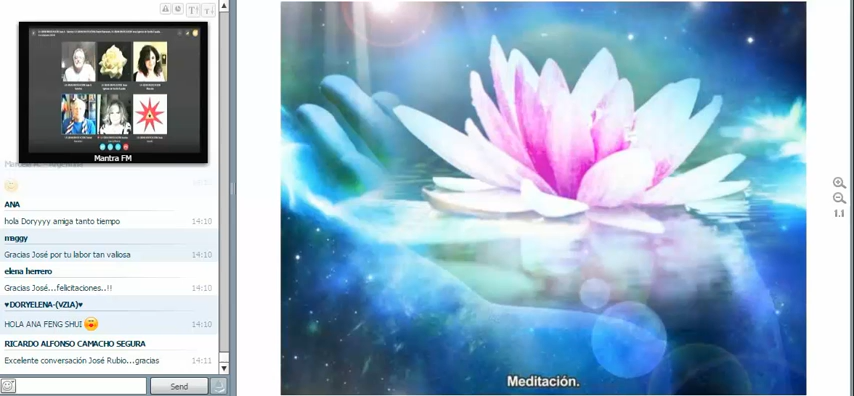 Mantra FM
ANA
hola Doryyyy amiga tanto tiempo 14:10
maggy
Gracias José por tu labor tan valiosa 14:10
elena herrero
Gracias José...felicitaciones..!! 14:10
♥DORYELENA-(VZLA)♥
HOLA ANA FENG SHUI 14:10
RICARDO ALFONSO CAMACHO SEGURA
Excelente conversación José Rubio...gracias 14:11
Send
Meditación.
1.1